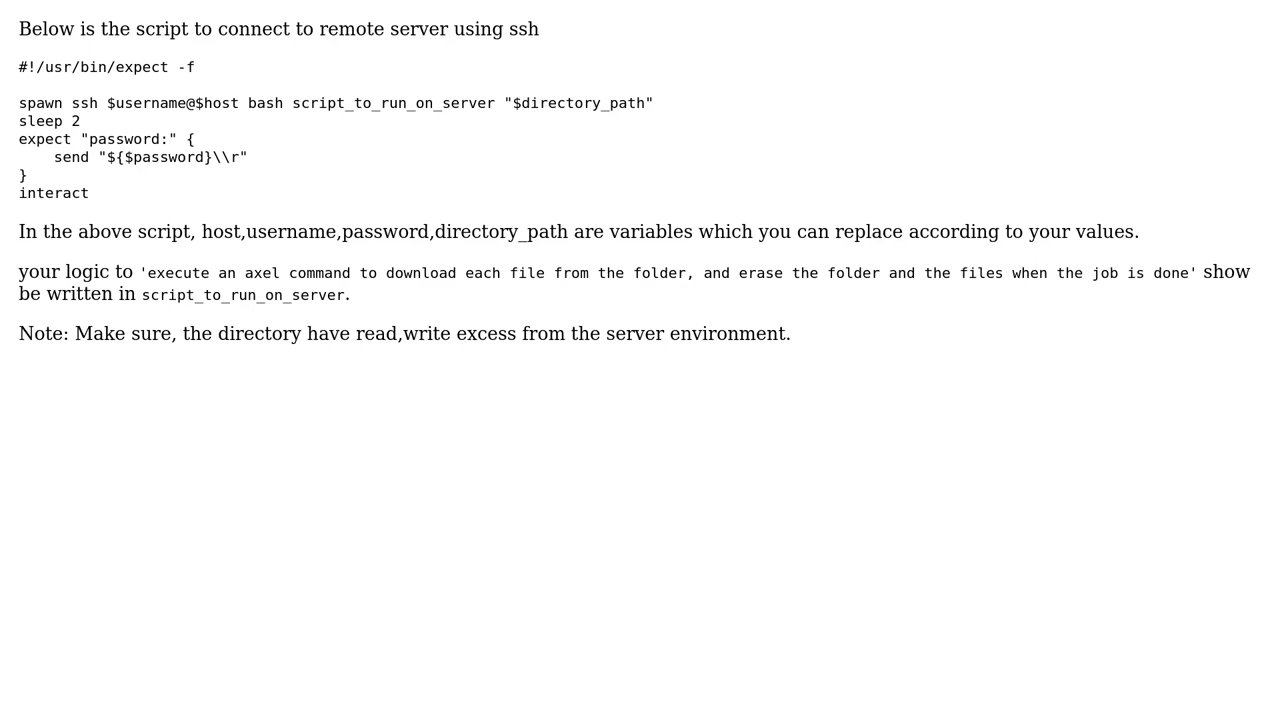 Below is the script to connect to remote server using ssh
#!/usr/bin/expect -f
spawn ssh $username@$host bash script_to_run_on_server "$directory_path"
sleep 2
expect "password:" {
    send "${$password}\\r"
}
interact
In the above script, host,username,password,directory_path are variables which you can replace according to your values.
your logic to 'execute an axel command to download each file from the folder, and erase the folder and the files when the job is done' show
be written in script_to_run_on_server.
Note: Make sure, the directory have read,write excess from the server environment.